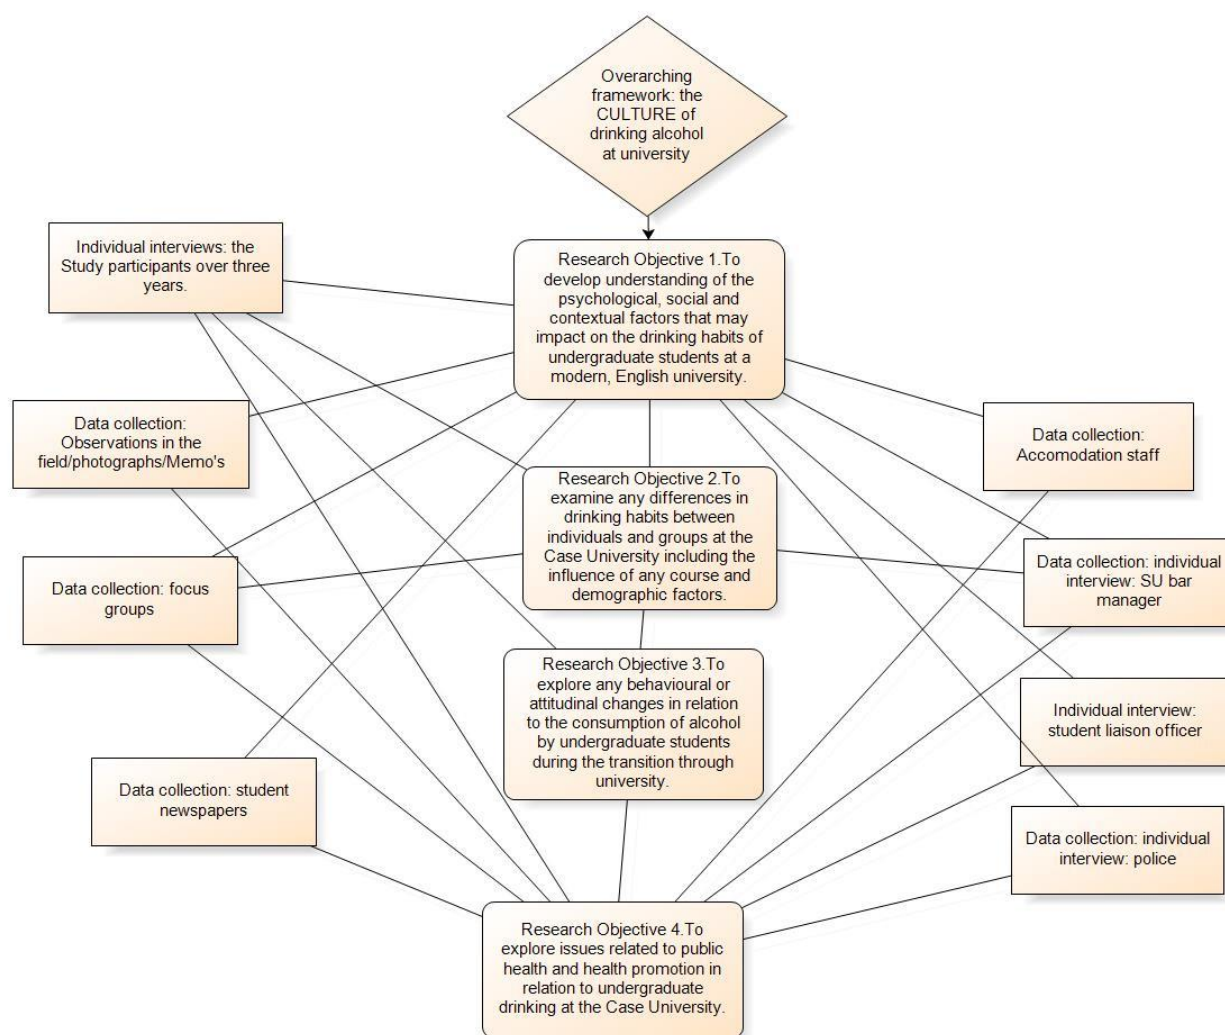 Overarching
framework: the
CULTURE of
drinking alcohol
at university
Individual interviews: the
Study participants over three
years.
Research Objective 1.To
develop understanding of the
psychological, social and
contextual factors that may
impact on the drinking habits of
undergraduate students at a
modern, English university.
Data collection:
Observations in the
field/photographs/Memo's
Data collection:
Accomodation staff
Research Objective 2.To
examine any differences in
drinking habits between
individuals and groups at the
Case University including the
influence of any course and
demographic factors.
Data collection: focus
groups
Data collection: individual
interview: SU bar
manager
Research Objective 3.To
explore any behavioural or
attitudinal changes in relation
to the consumption of alcohol
by undergraduate students
during the transition through
university.
Individual interview:
student liaison officer
Data collection: student
newspapers
Data collection: individual
interview: police
Research Objective 4.To
explore issues related to public
health and health promotion in
relation to undergraduate
drinking at the Case University.